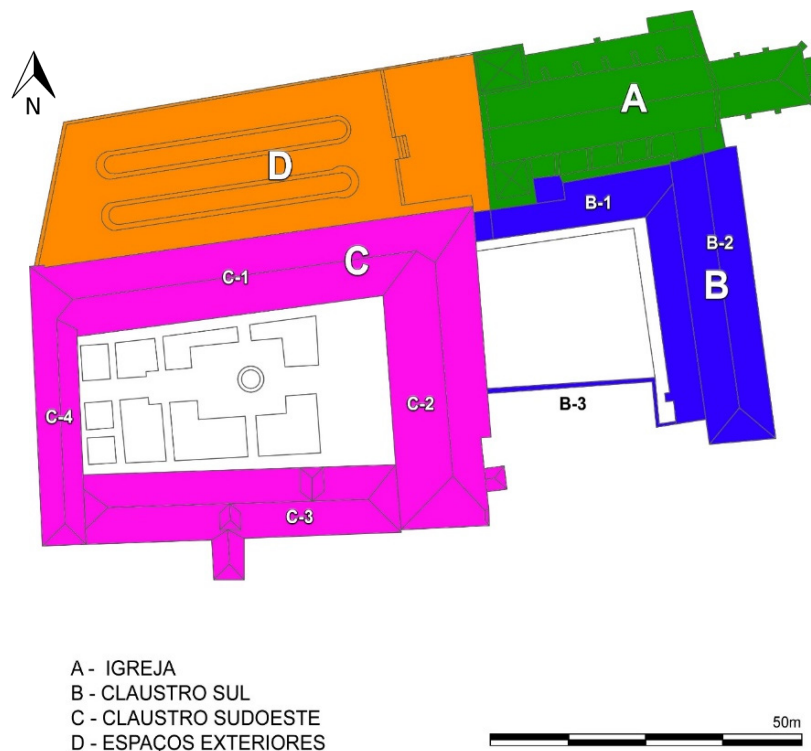 N
A
D
B-1
B-2
C
C-1
B
C-2
B-3
C-4
C-3
A - IGREJA
B - CLAUSTRO SUL
C - CLAUSTRO SUDOESTE
D - ESPAÇOS EXTERIORES
50m